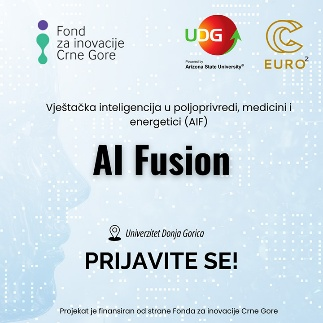 Fond
za inovacije
Crne Gore
UDG
Powered by
Arizona State University®
EURO²
Vještačka inteligencija u poljoprivredi, medicini i
energetici (AIF)
AI Fusion
Univerzitet Donja Gorica
PRIJAVITE SE!
Projekat je finansiran od strane Fonda za inovacije Crne Gore